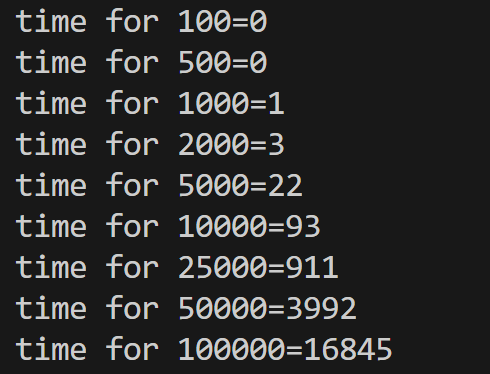 time for 100=0
time for 500=0
time for 1000=1
time for 2000=3
time for 5000=22
time for 10000=93
time for 25000=911
time for 50000=3992
time for 100000=16845